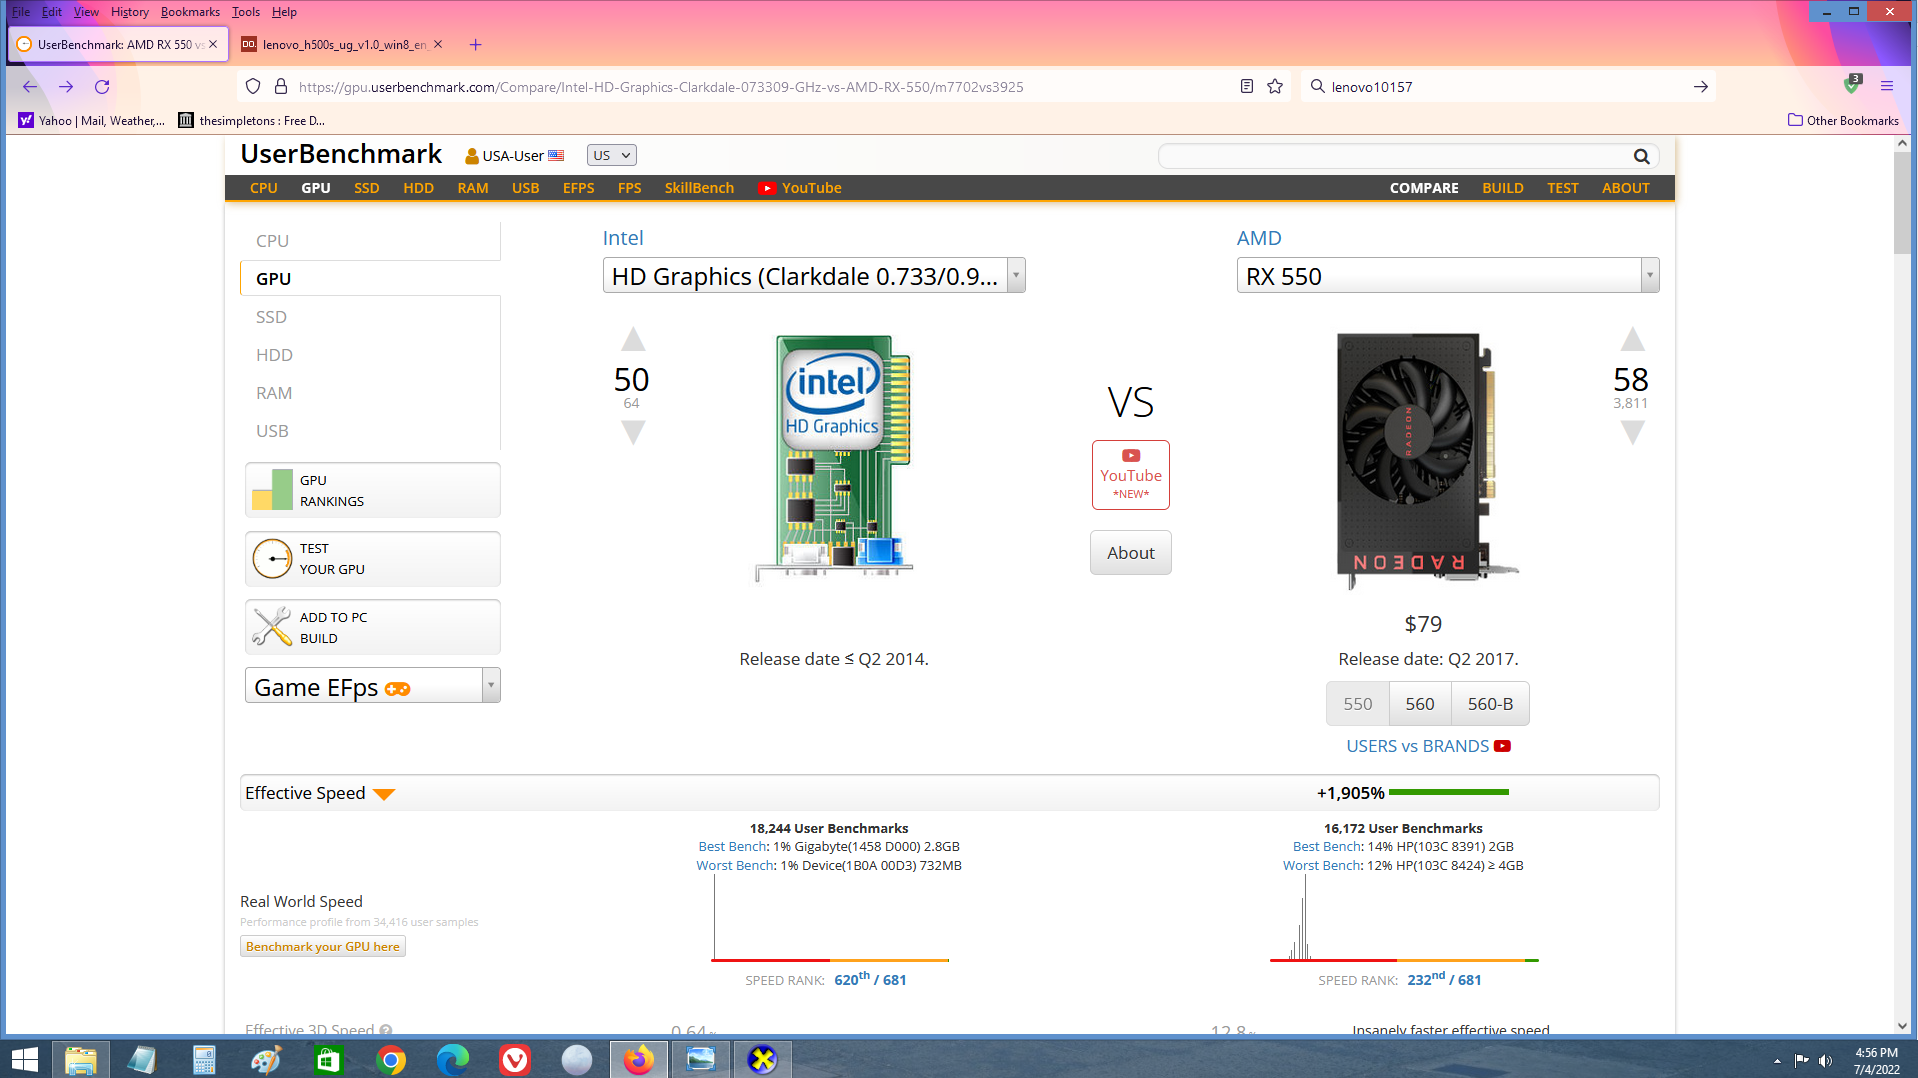 File Edit View History Bookmarks Tools Help
UserBenchmark: AMD RX 550 vs
lenovo_h500s_ug_v1.0_win8_en_
https://gpu.userbenchmark.com/Compare/Intel-HD-Graphics-Clarkdale-073309-GHz-vs-AMD-RX-550/m7702vs3925
lenovo10157
3
Yahoo | Mail, Weather,...
thesimpletons : Free D...
Other Bookmarks
UserBenchmark
USA-User
US
CPU GPU SSD HDD RAM USB EFPS FPS SkillBench YouTube
COMPARE BUILD TEST ABOUT
CPU
GPU
SSD
HDD
RAM
USB
GPU
RANKINGS
TEST
YOUR GPU
ADD TO PC
BUILD
Game EFps
Intel
HD Graphics (Clarkdale 0.733/0.9...
50
64
intel
HD Graphics
Release date ≤ Q2 2014.
VS
YouTube
*NEW*
About
AMD
RX 550
58
3,811
RADEON
RADEON
$79
Release date: Q2 2017.
550 560 560-B
USERS vs BRANDS
Effective Speed
+1,905%
18,244 User Benchmarks
Best Bench: 1% Gigabyte(1458 D000) 2.8GB
Worst Bench: 1% Device(1B0A 00D3) 732MB
16,172 User Benchmarks
Best Bench: 14% HP(103C 8391) 2GB
Worst Bench: 12% HP(103C 8424) ≥ 4GB
Real World Speed
Performance profile from 34,416 user samples
Benchmark your GPU here
SPEED RANK: 620th / 681
SPEED RANK: 232nd / 681
Effective 3D Speed
0.64
12.8
Insanely faster effective speed
4:56 PM
7/4/2022